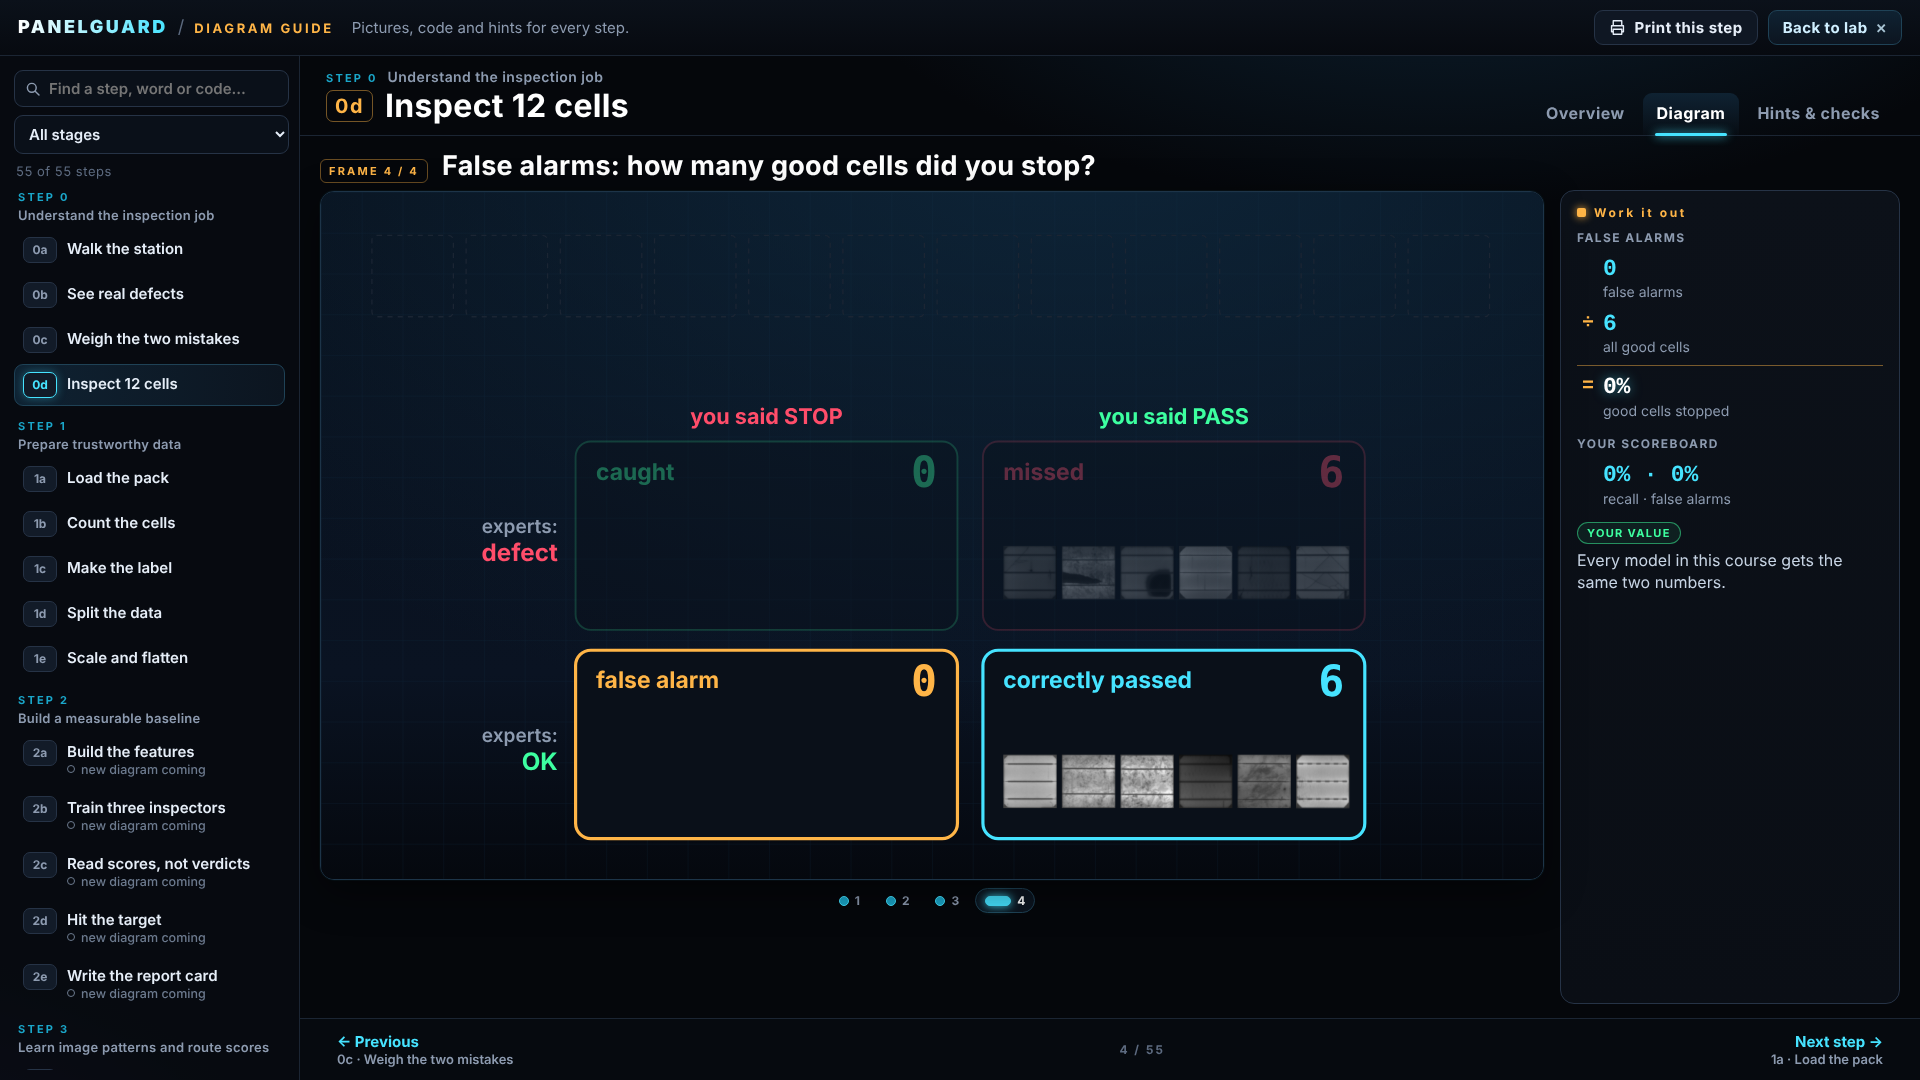 PANELGUARD / DIAGRAM GUIDE Pictures, code and hints for every step.
Print this step
Back to lab ×
Find a step, word or code...
All stages
55 of 55 steps
STEP 0
Understand the inspection job
0a Walk the station
0b See real defects
0c Weigh the two mistakes
0d Inspect 12 cells
STEP 1
Prepare trustworthy data
1a Load the pack
1b Count the cells
1c Make the label
1d Split the data
1e Scale and flatten
STEP 2
Build a measurable baseline
2a Build the features
new diagram coming
2b Train three inspectors
new diagram coming
2c Read scores, not verdicts
new diagram coming
2d Hit the target
new diagram coming
2e Write the report card
new diagram coming
STEP 3
Learn image patterns and route scores
STEP 0 Understand the inspection job
0d Inspect 12 cells
Overview
Diagram
Hints & checks
FRAME 4 / 4 False alarms: how many good cells did you stop?
you said STOP
you said PASS
caught 0
missed 6
experts:
defect
false alarm 0
correctly passed 6
experts:
OK
1
2
3
4
Work it out
FALSE ALARMS
0
false alarms
÷ 6
all good cells
= 0%
good cells stopped
YOUR SCOREBOARD
0% · 0%
recall · false alarms
YOUR VALUE
Every model in this course gets the
same two numbers.
← Previous
0c · Weigh the two mistakes
4 / 55
Next step →
1a · Load the pack